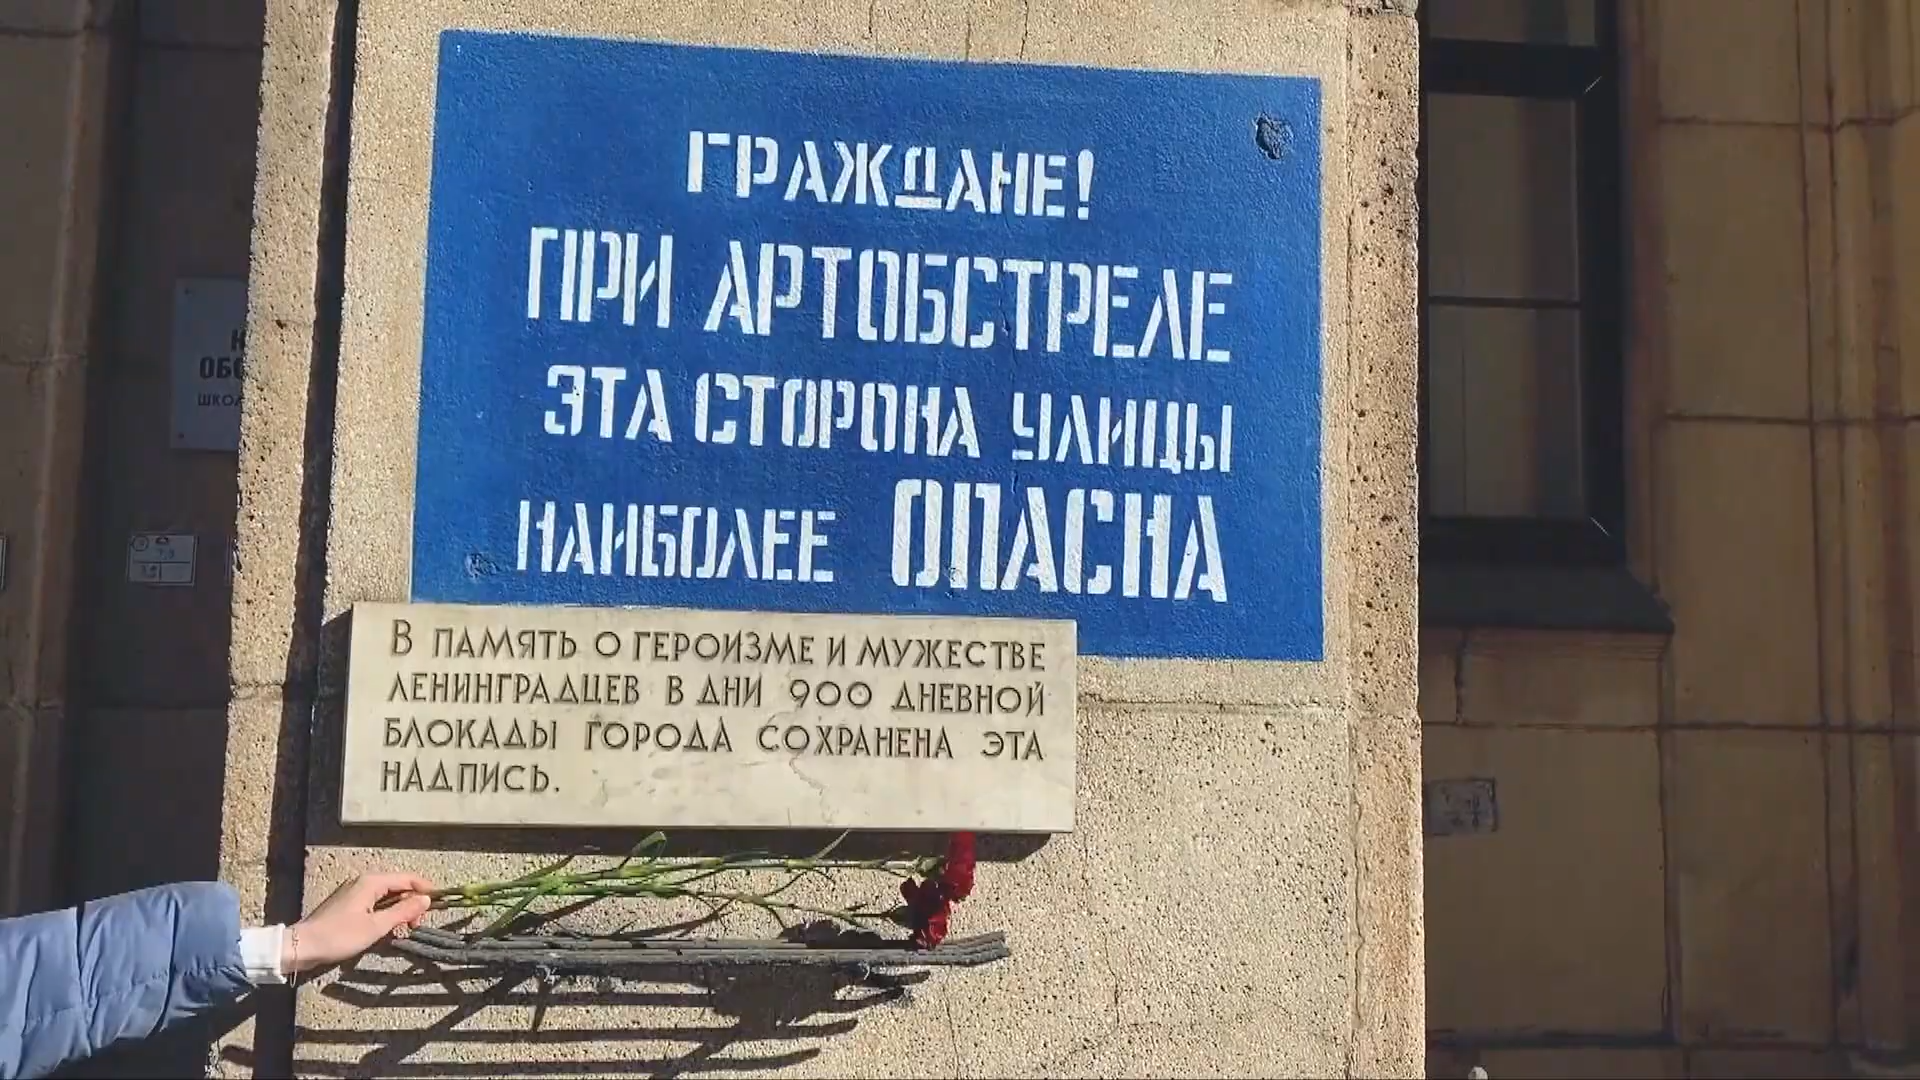 ГРАЖДАНЕ!
ПРИ АРТОБСТРЕЛЕ
ЭТА СТОРОНА УЛИЦЫ
НАИБОЛЕЕ ОПАСНА
В ПАМЯТЬ О ГЕРОИЗМЕ И МУЖЕСТВЕ
ЛЕНИНГРАДЦЕВ В ДНИ 900 ДНЕВНОЙ
БЛОКАДЫ ГОРОДА СОХРАНЕНА ЭТА
НАДПИСЬ.